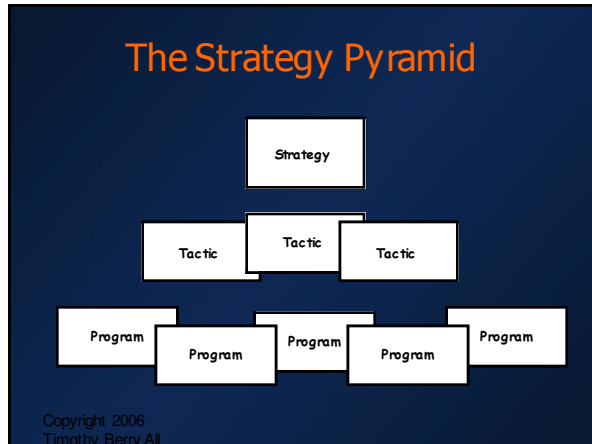 The Strategy Pyramid
Strategy
Tactic
Tactic
Tactic
Program
Program
Program
Program
Program
Copyright 2006
Timothy Berry All